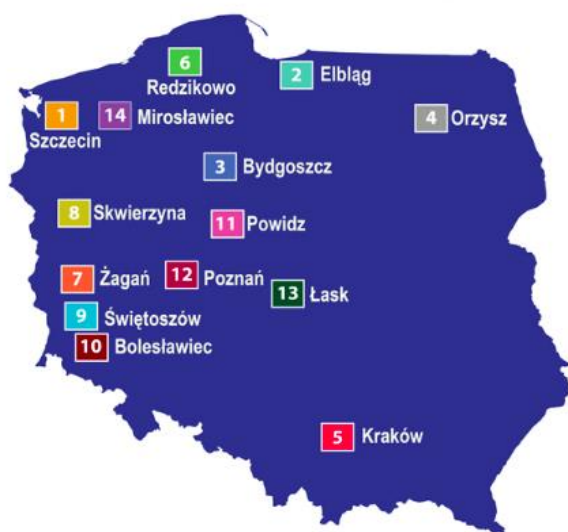 6
Redzikowo
2 Elbląg
1
Szczecin
14 Mirosławiec
4 Orzysz
3 Bydgoszcz
8 Skwierzyna
11 Powidz
7 Żagań
12 Poznań
13 Łask
9 Świętoszów
10 Bolesławiec
5 Kraków